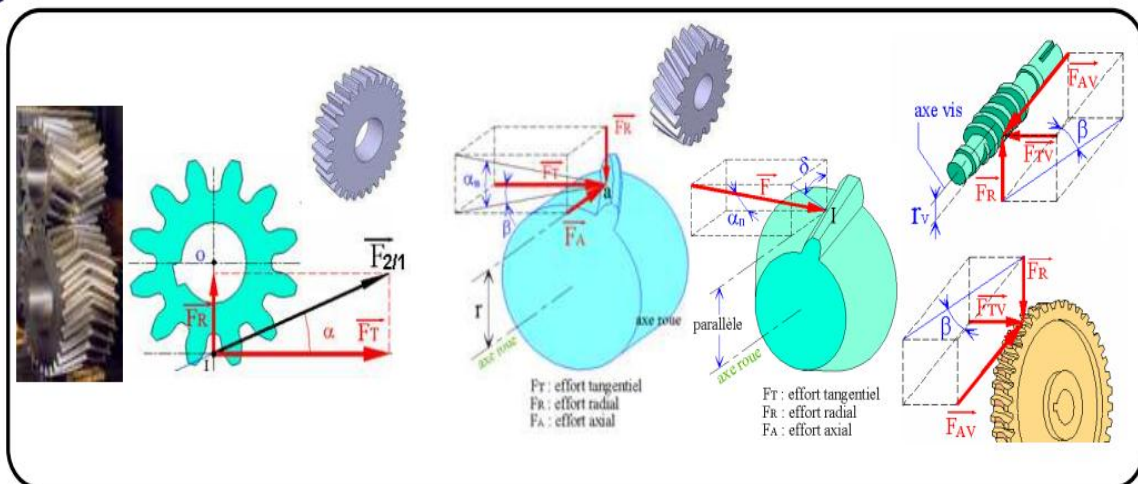 O
F2/1
FR
α
FT
I
FR
αn
FT
a
β
FA
r
axe roue
axe roue
FT : effort tangentiel
FR : effort radial
FA : effort axial
δ
F
αn
I
parallèle
axe roue
FT : effort tangentiel
FR : effort radial
FA : effort axial
FAV
axe vis
β
FTV
FR
rv
FR
FTV
β
FAV